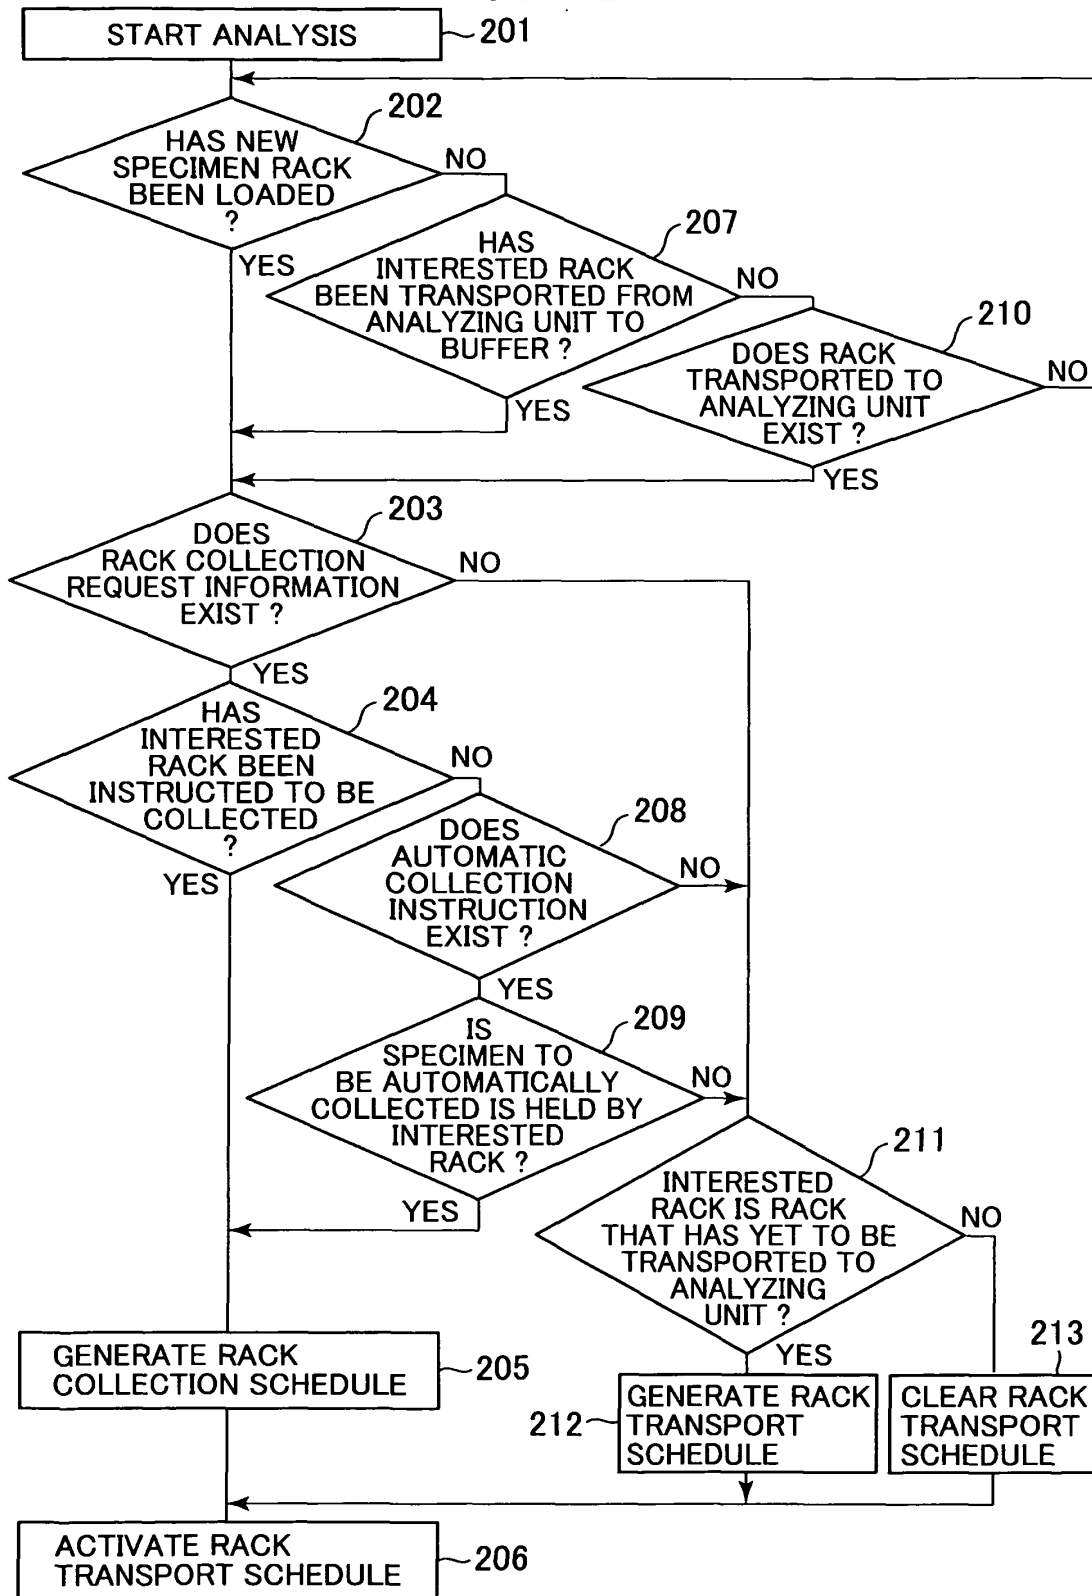 START ANALYSIS
201
202
HAS NEW
SPECIMEN RACK
BEEN LOADED
?
NO
YES
207
HAS
INTERESTED RACK
BEEN TRANSPORTED FROM
ANALYZING UNIT TO
BUFFER ?
NO
YES
210
DOES RACK
TRANSPORTED TO
ANALYZING UNIT
EXIST ?
NO
YES
203
DOES
RACK COLLECTION
REQUEST INFORMATION
EXIST ?
NO
YES
204
HAS
INTERESTED
RACK BEEN
INSTRUCTED TO BE
COLLECTED
?
NO
YES
208
DOES
AUTOMATIC
COLLECTION
INSTRUCTION
EXIST ?
NO
YES
209
IS
SPECIMEN TO
BE AUTOMATICALLY
COLLECTED IS HELD BY
INTERESTED
RACK ?
NO
YES
211
INTERESTED
RACK IS RACK
THAT HAS YET TO BE
TRANSPORTED TO
ANALYZING
UNIT ?
NO
YES
GENERATE RACK
COLLECTION SCHEDULE
205
212
GENERATE RACK
TRANSPORT
SCHEDULE
213
CLEAR RACK
TRANSPORT
SCHEDULE
ACTIVATE RACK
TRANSPORT SCHEDULE
206